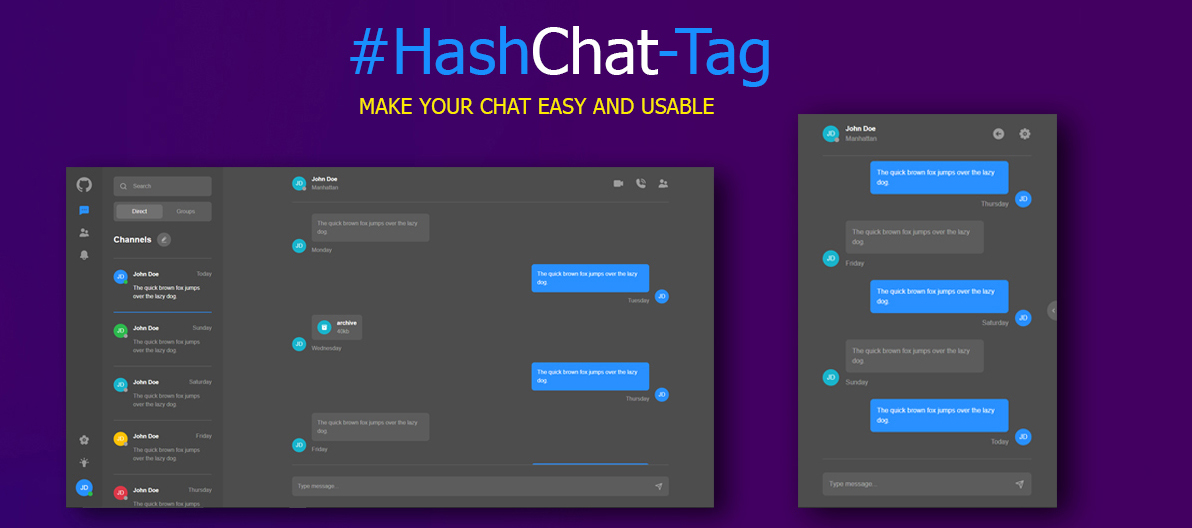 #HashChat-Tag
MAKE YOUR CHAT EASY AND USABLE
Search
Direct
Groups
Channels
JD
John Doe
Today
The quick brown fox jumps
over the lazy dog.
JD
John Doe
Sunday
The quick brown fox jumps
over the lazy dog.
JD
John Doe
Saturday
The quick brown fox jumps
over the lazy dog.
JD
John Doe
Friday
The quick brown fox jumps
over the lazy dog.
JD
John Doe
Thursday
The quick brown fox jumps
over the lazy dog.
JD
JD
John Doe
Manhattan
The quick brown fox jumps over the lazy
dog.
JD
Monday
The quick brown fox jumps over the lazy
dog.
Tuesday
JD
archive
40kb
JD
Wednesday
The quick brown fox jumps over the lazy
dog.
Thursday
JD
The quick brown fox jumps over the lazy
dog.
JD
Friday
Type message...
JD
John Doe
Manhattan
The quick brown fox jumps over the lazy
dog.
Thursday
JD
The quick brown fox jumps over the lazy
dog.
JD
Friday
The quick brown fox jumps over the lazy
dog.
Saturday
JD
The quick brown fox jumps over the lazy
dog.
JD
Sunday
The quick brown fox jumps over the lazy
dog.
Today
JD
Type message...